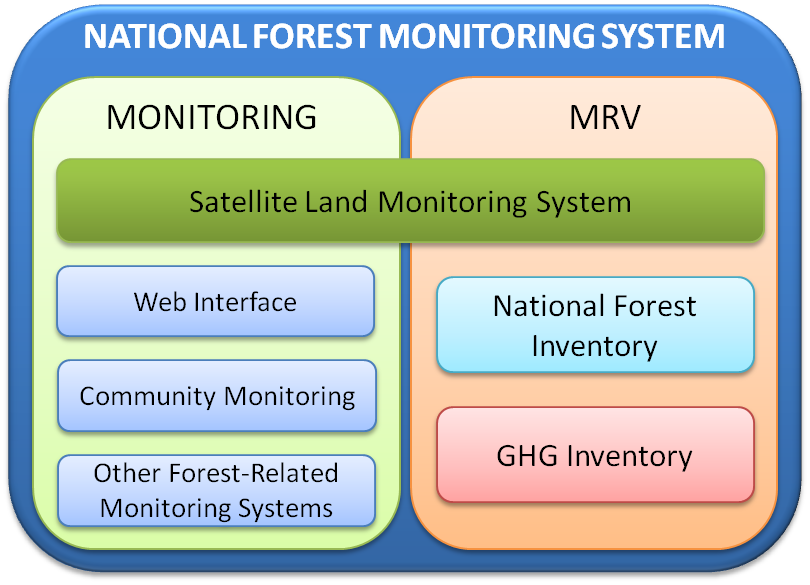 NATIONAL FOREST MONITORING SYSTEM
MONITORING
MRV
Satellite Land Monitoring System
Web Interface
Community Monitoring
Other Forest-Related
Monitoring Systems
National Forest
Inventory
GHG Inventory